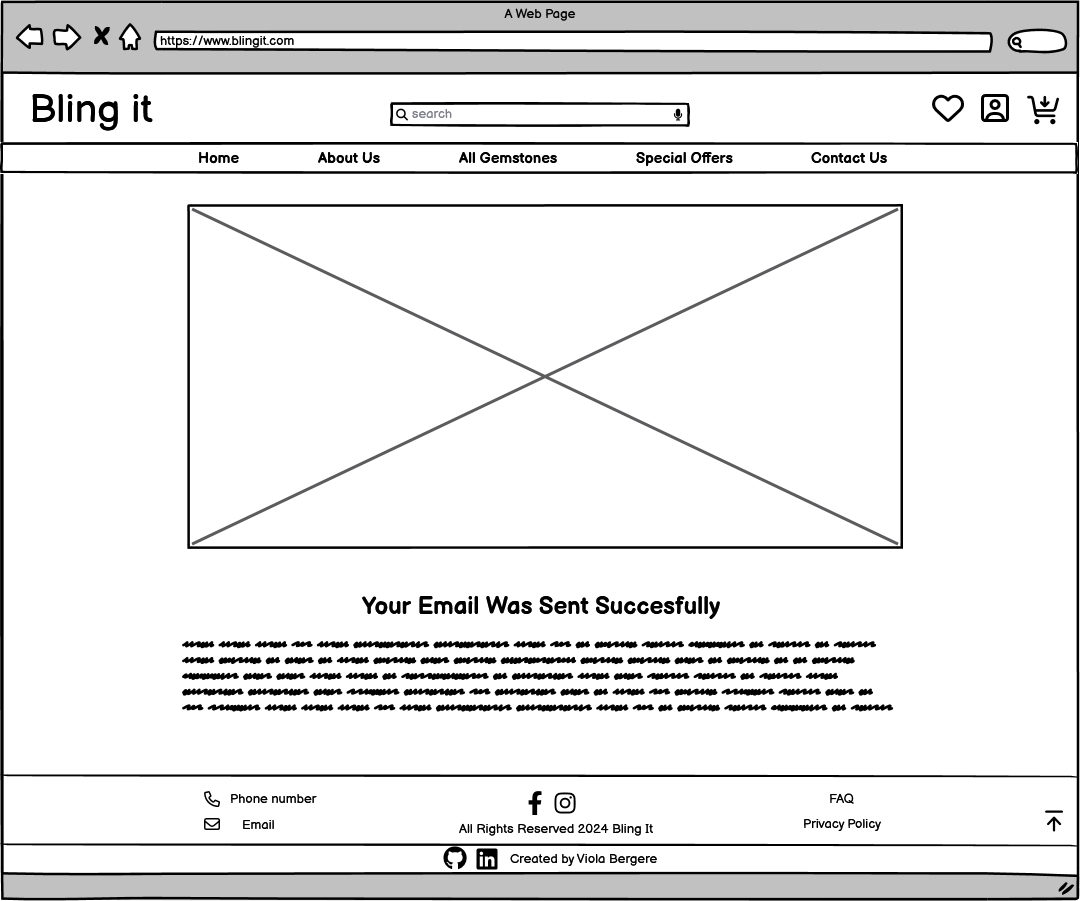 A Web Page
https://www.blingit.com
Bling it
search
Home About Us All Gemstones Special Offers Contact Us
Your Email Was Sent Succesfully
Phone number
Email
All Rights Reserved 2024 Bling It
FAQ
Privacy Policy
Created by Viola Bergere